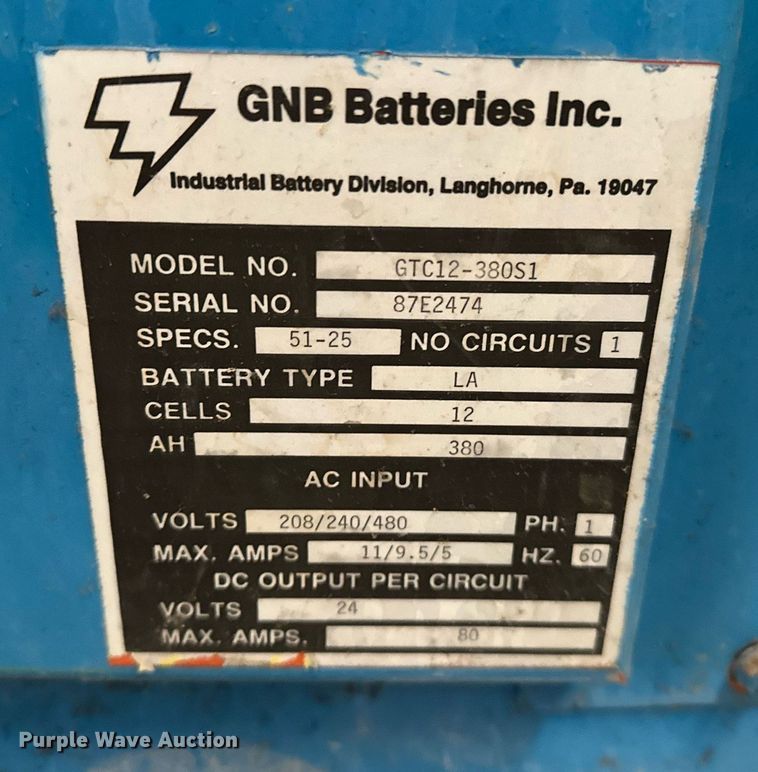 GNB Batteries Inc.
Industrial Battery Division, Langhorne, Pa. 19047
MODEL NO. GTC12-380S1
SERIAL NO. 87E2474
SPECS. 51-25 NO CIRCUITS 1
BATTERY TYPE LA
CELLS 12
AH 380
AC INPUT
VOLTS 208/240/480 PH. 1
MAX. AMPS 11/9.5/5 HZ. 60
DC OUTPUT PER CIRCUIT
VOLTS 24
MAX. AMPS. 80
Purple Wave Auction